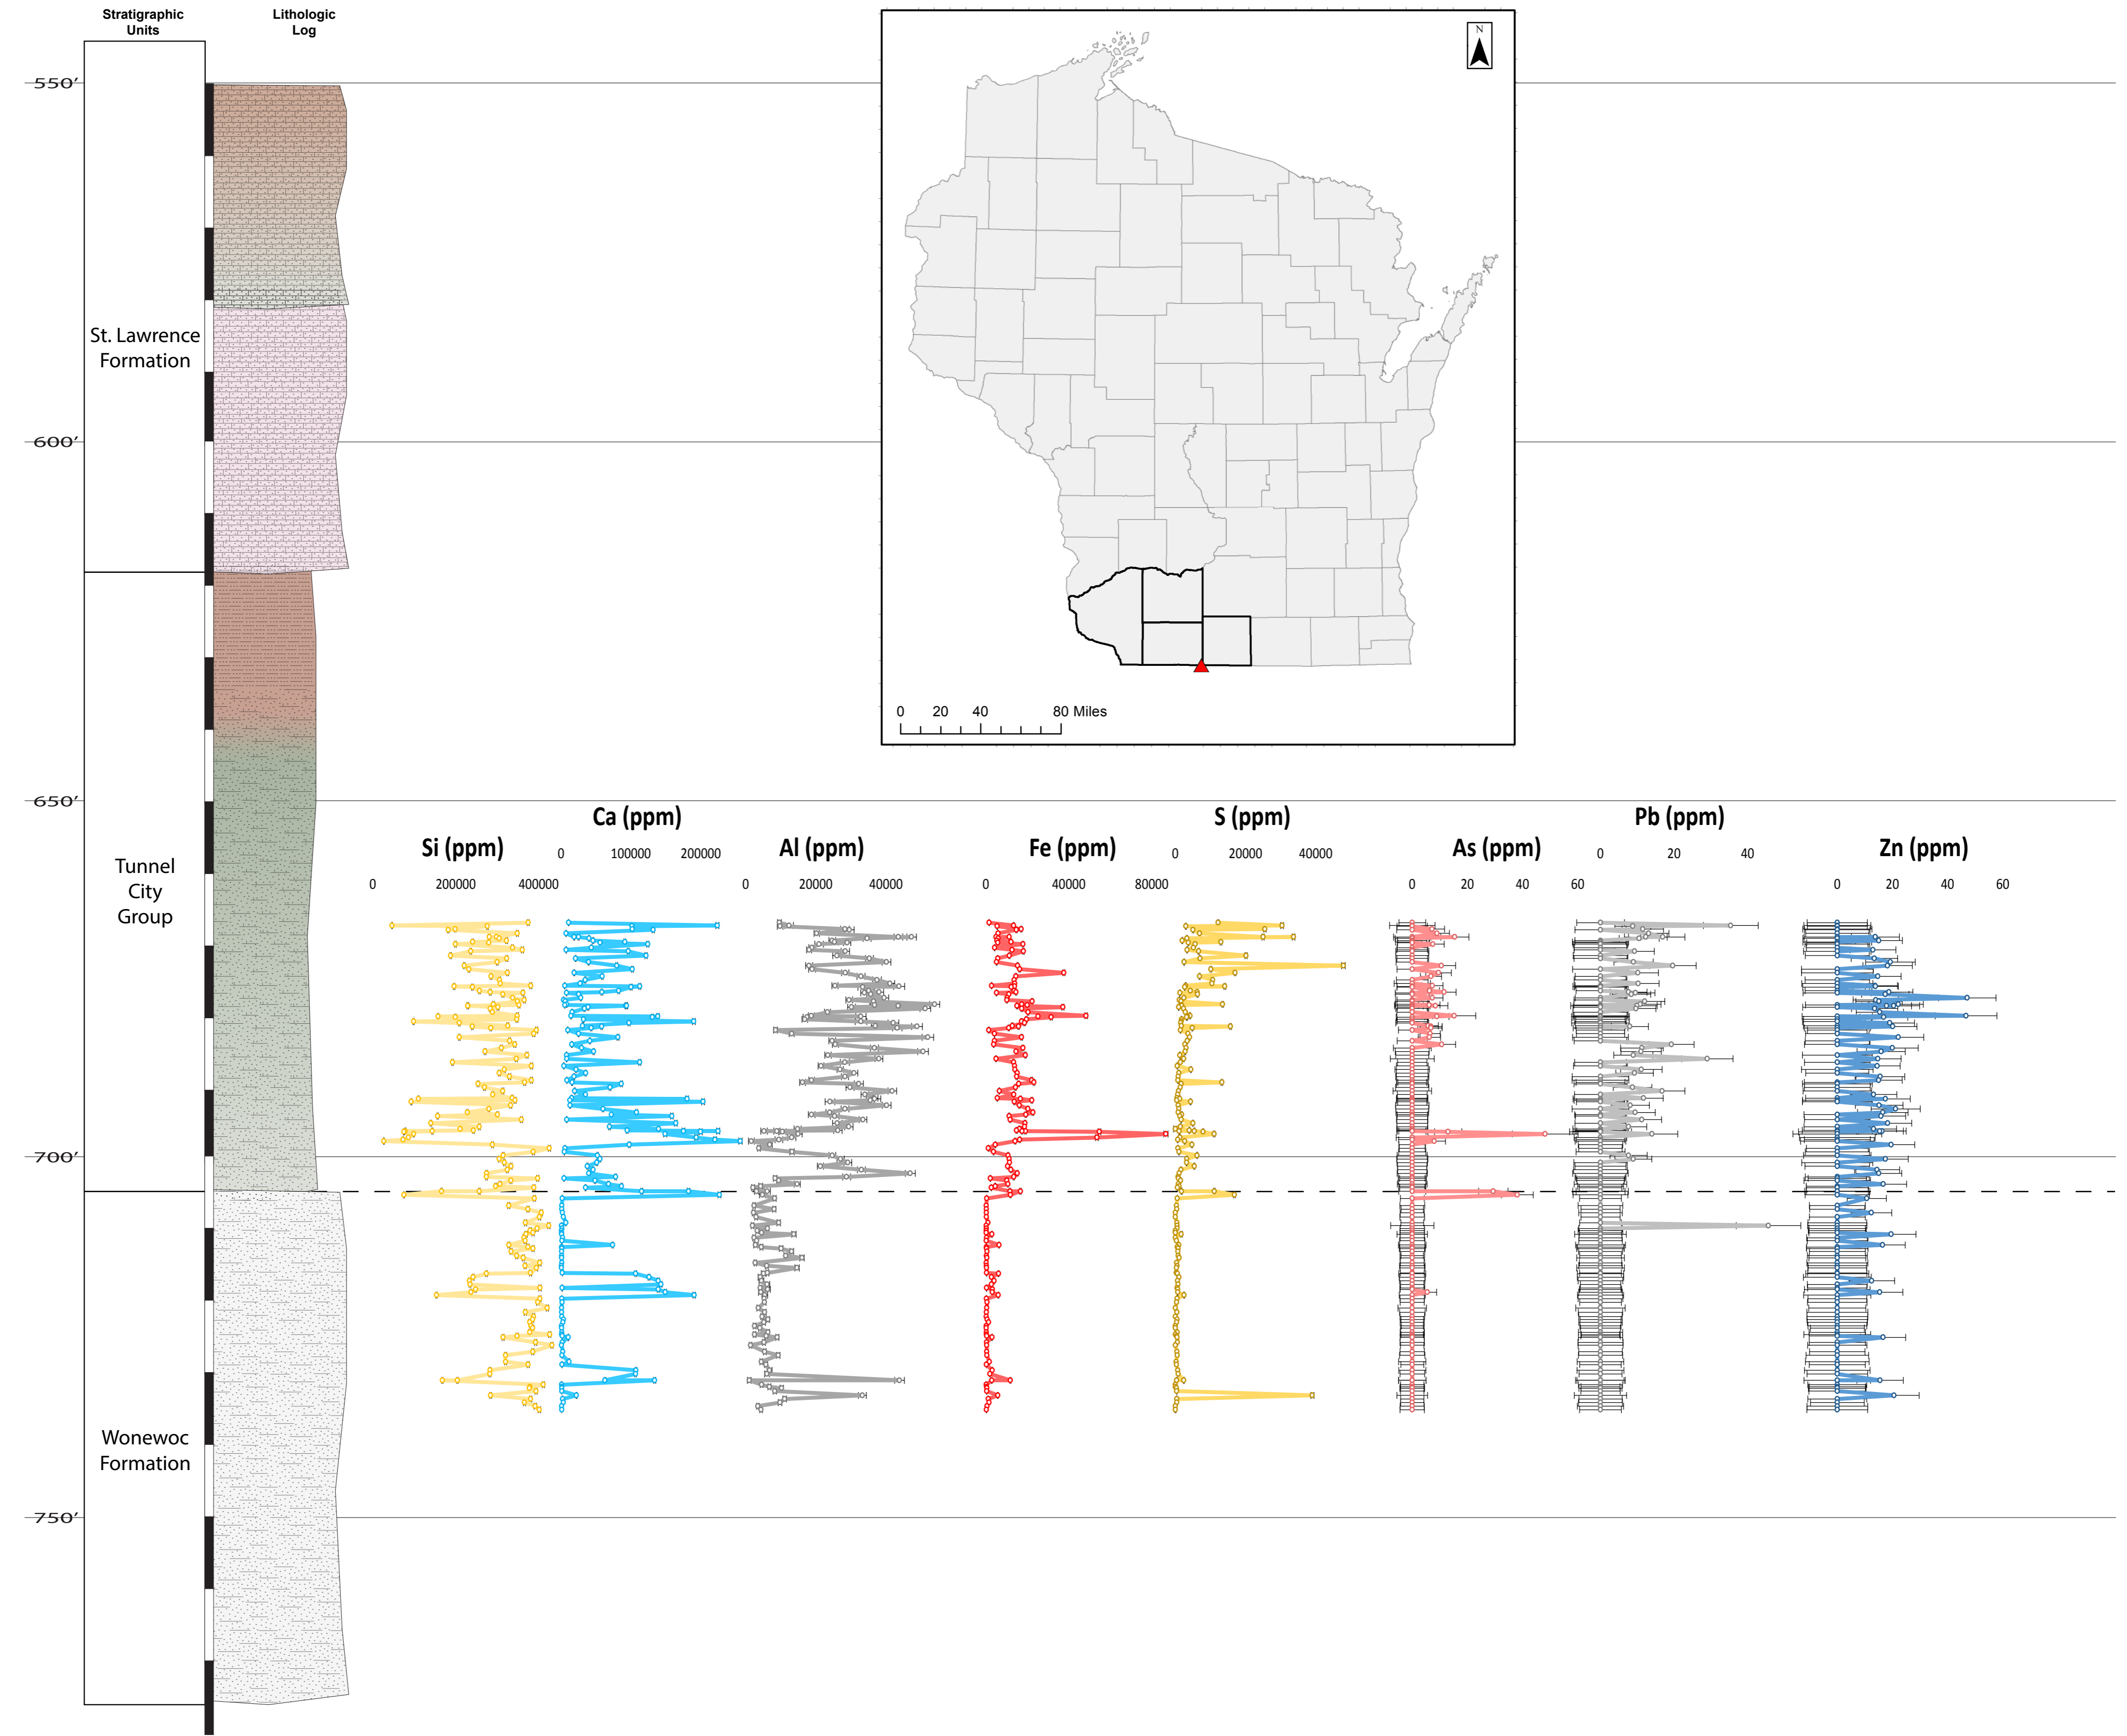 Stratigraphic
Units
Lithologic
Log
N
550′
St. Lawrence
Formation
600′
0 20 40 80 Miles
650′
Ca (ppm)
S (ppm)
Pb (ppm)
Si (ppm)
Al (ppm)
Fe (ppm)
As (ppm)
Zn (ppm)
0 100000 200000
0 20000 40000
0 20 40
0 200000 400000
0 20000 40000
0 40000 80000
0 20 40 60
0 20 40 60
Tunnel
City
Group
700′
Wonewoc
Formation
750′